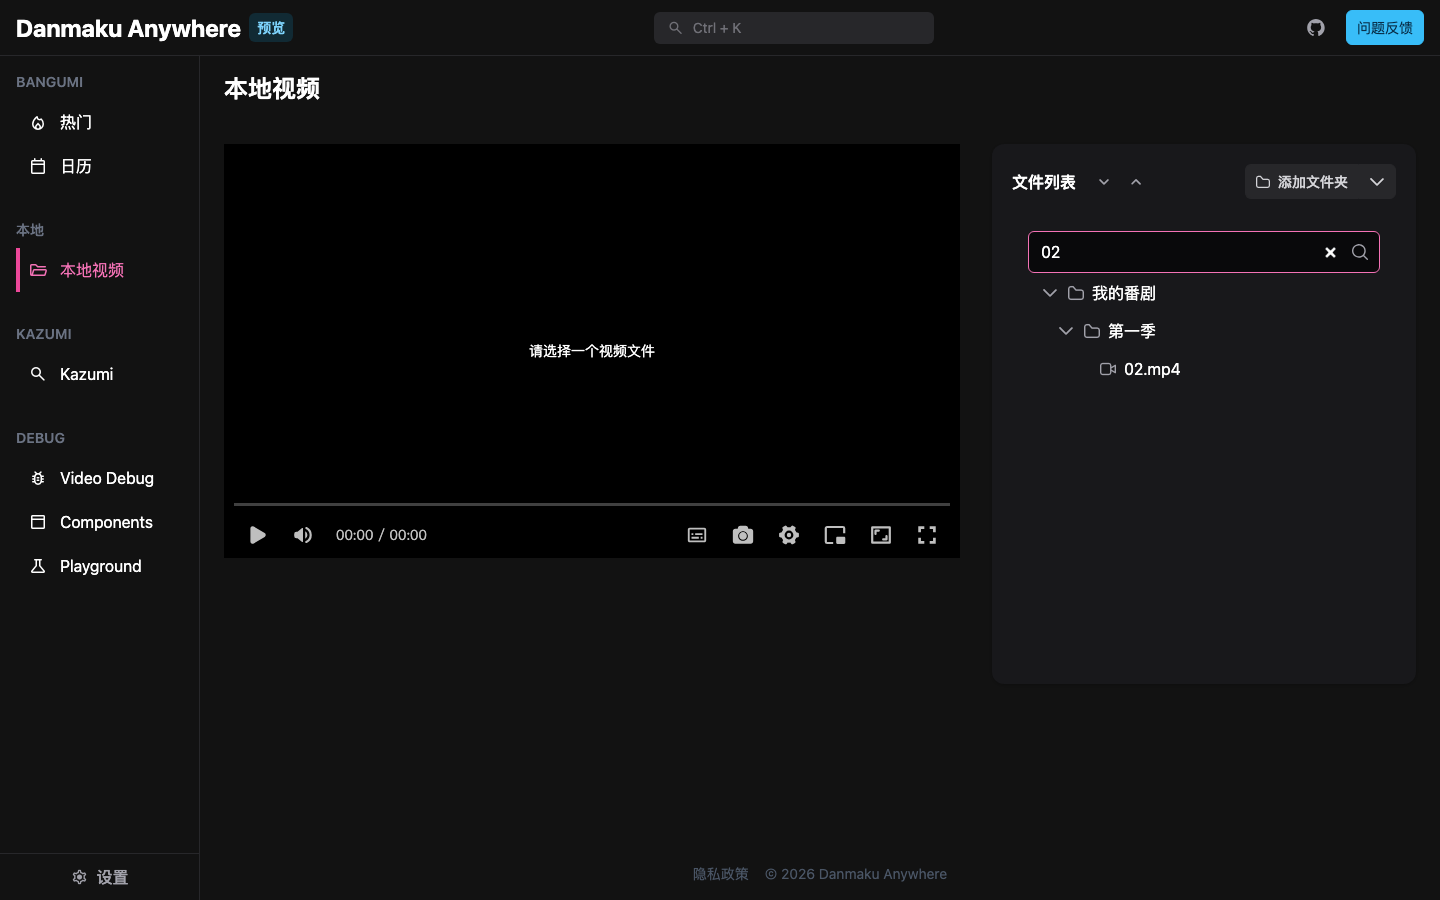 Danmaku Anywhere 预览
Ctrl + K
问题反馈
BANGUMI
热门
日历
本地
本地视频
KAZUMI
Kazumi
DEBUG
Video Debug
Components
Playground
设置
本地视频
请选择一个视频文件
00:00 / 00:00
文件列表
添加文件夹
02
我的番剧
第一季
02.mp4
隐私政策 © 2026 Danmaku Anywhere